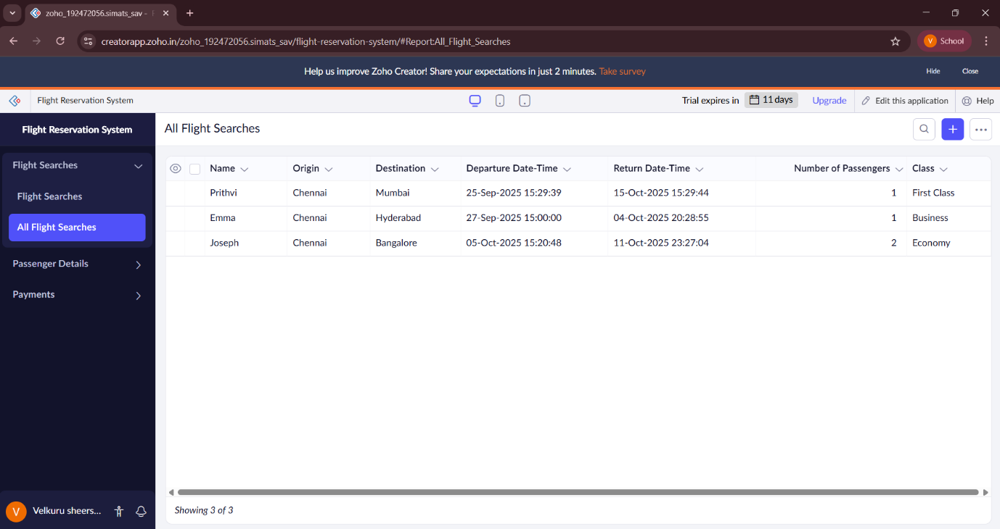 zoho_192472056.simats_sav -
creatorapp.zoho.in/zoho_192472056.simats_sav/flight-reservation-system/#Report:All_Flight_Searches
V School
Help us improve Zoho Creator! Share your expectations in just 2 minutes. Take survey
Hide Close
Flight Reservation System
Trial expires in 11 days Upgrade Edit this application Help
Flight Reservation System
Flight Searches
Flight Searches
All Flight Searches
Passenger Details
Payments
V Velkuru sheers...
All Flight Searches
Name Origin Destination Departure Date-Time Return Date-Time Number of Passengers Class
Prithvi Chennai Mumbai 25-Sep-2025 15:29:39 15-Oct-2025 15:29:44 1 First Class
Emma Chennai Hyderabad 27-Sep-2025 15:00:00 04-Oct-2025 20:28:55 1 Business
Joseph Chennai Bangalore 05-Oct-2025 15:20:48 11-Oct-2025 23:27:04 2 Economy
Showing 3 of 3